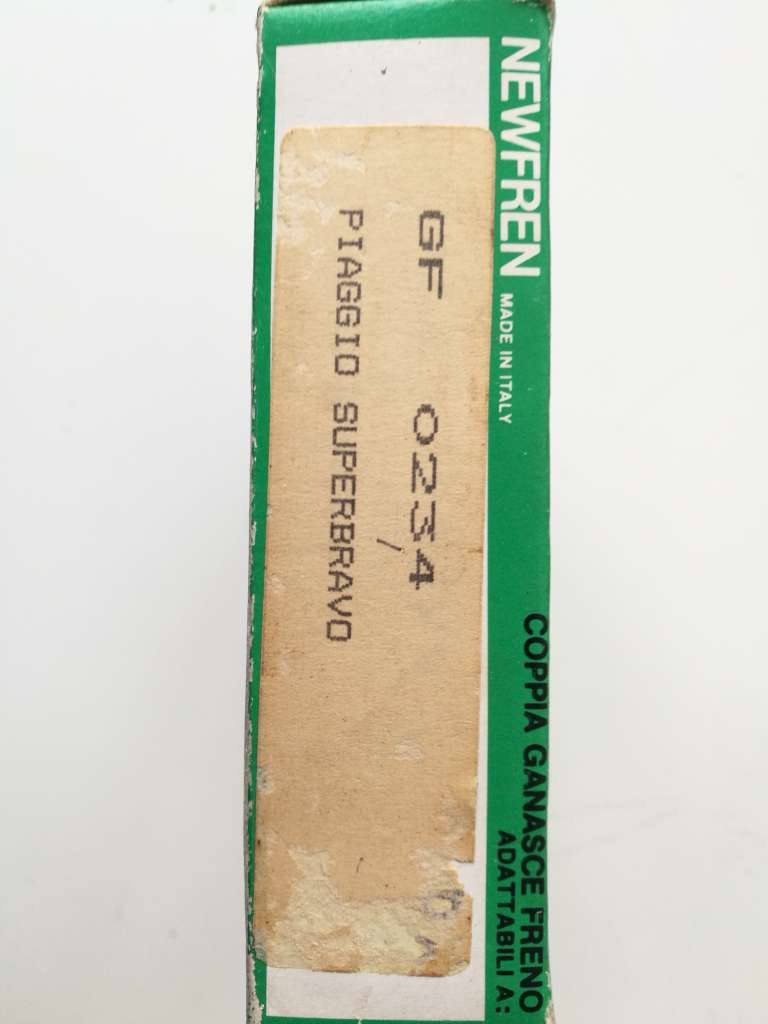 NEWFREN MADE IN ITALY
COPPIA GANASCE FRENO
ADATTABILI A:
GF 0234
PIAGGIO SUPERBRAVO